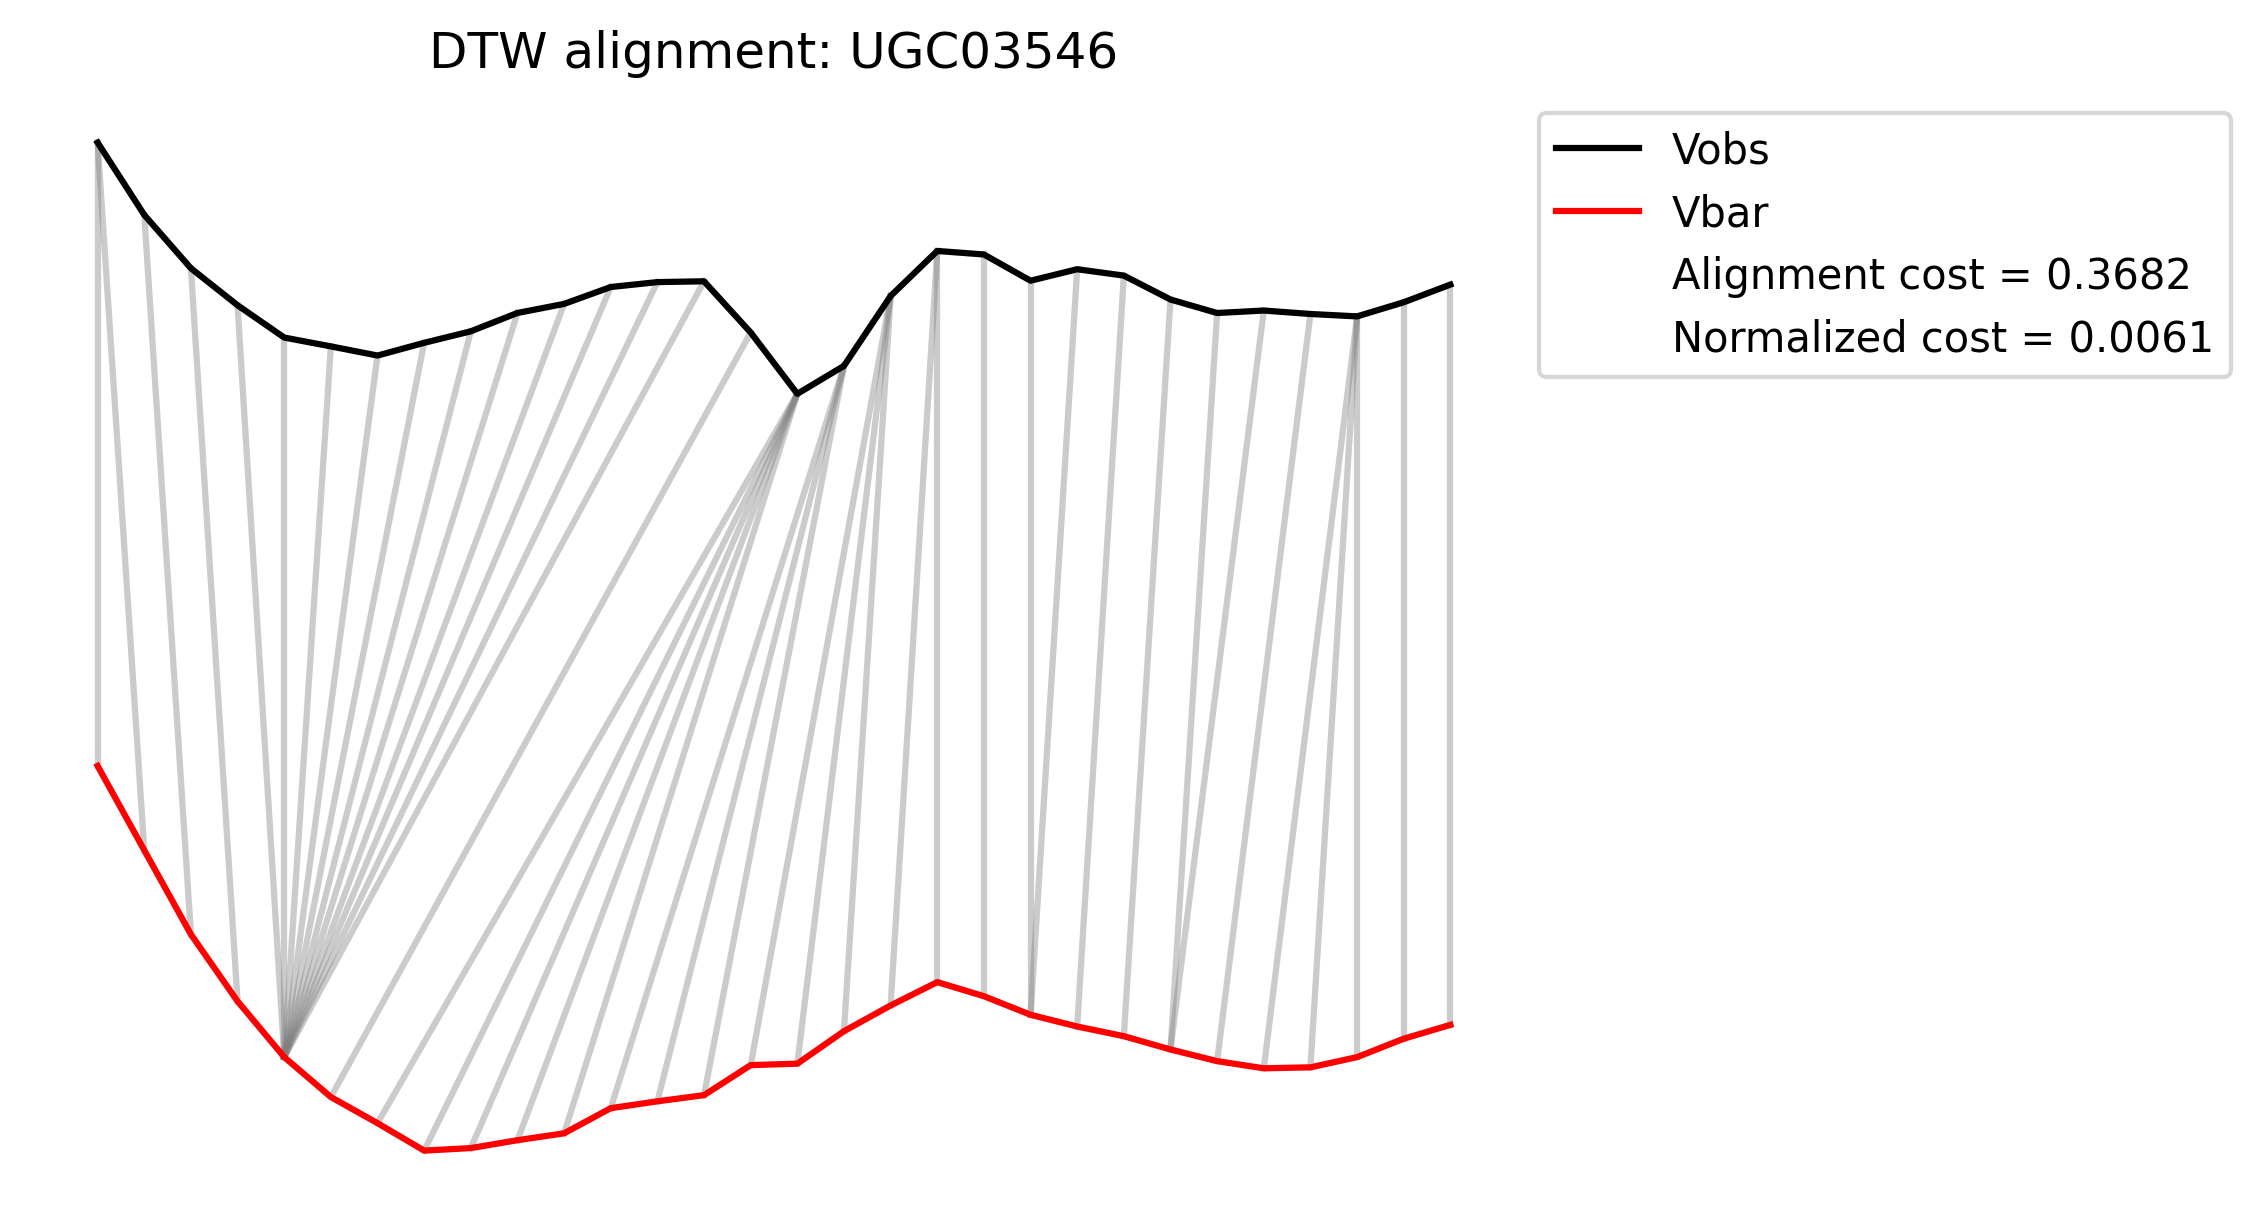 DTW alignment: UGC03546
Vobs
Vbar
Alignment cost = 0.3682
Normalized cost = 0.0061